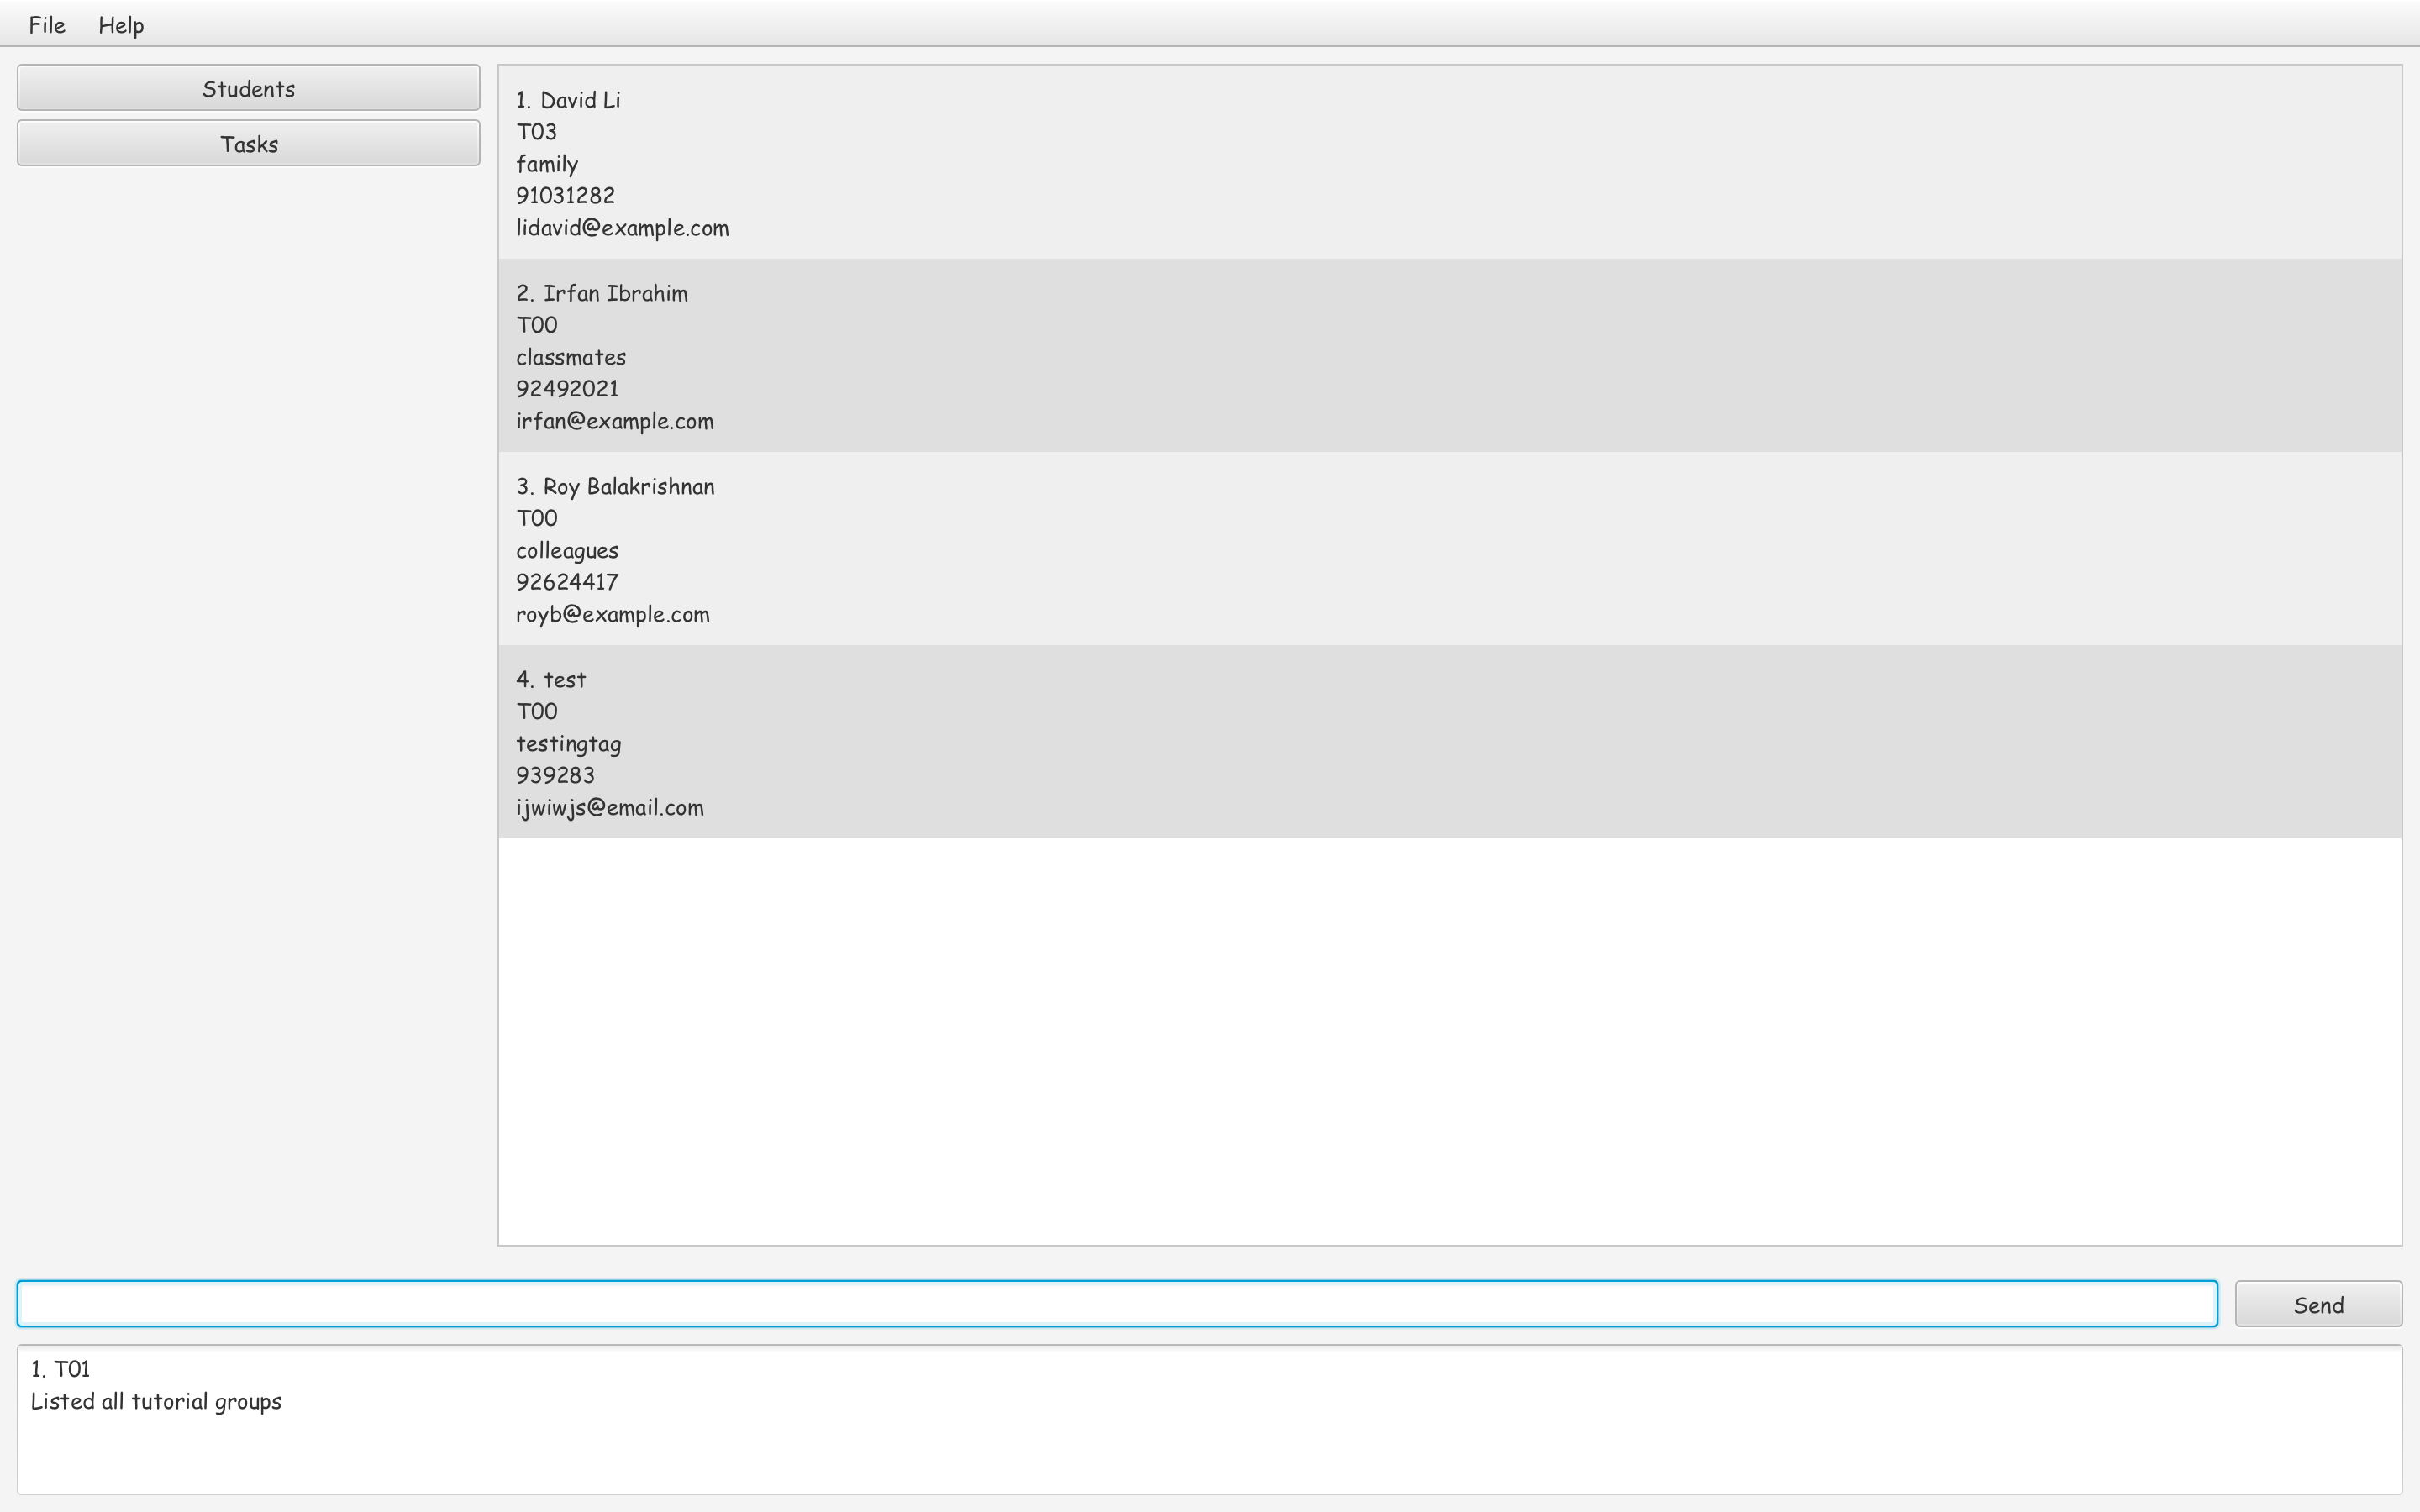 File Help
Students
Tasks
1. David Li
T03
family
91031282
lidavid@example.com
2. Irfan Ibrahim
T00
classmates
92492021
irfan@example.com
3. Roy Balakrishnan
T00
colleagues
92624417
royb@example.com
4. test
T00
testingtag
939283
ijwiwjs@email.com
Send
1. T01
Listed all tutorial groups